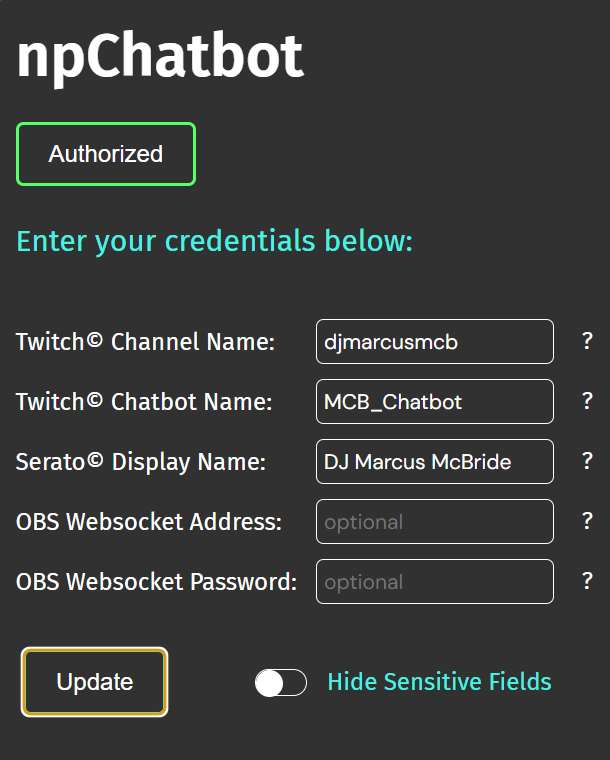 npChatbot
Authorized
Enter your credentials below:
Twitch© Channel Name: djmarcusmcb ?
Twitch© Chatbot Name: MCB_Chatbot ?
Serato© Display Name: DJ Marcus McBride ?
OBS Websocket Address: optional ?
OBS Websocket Password: optional ?
Update Hide Sensitive Fields